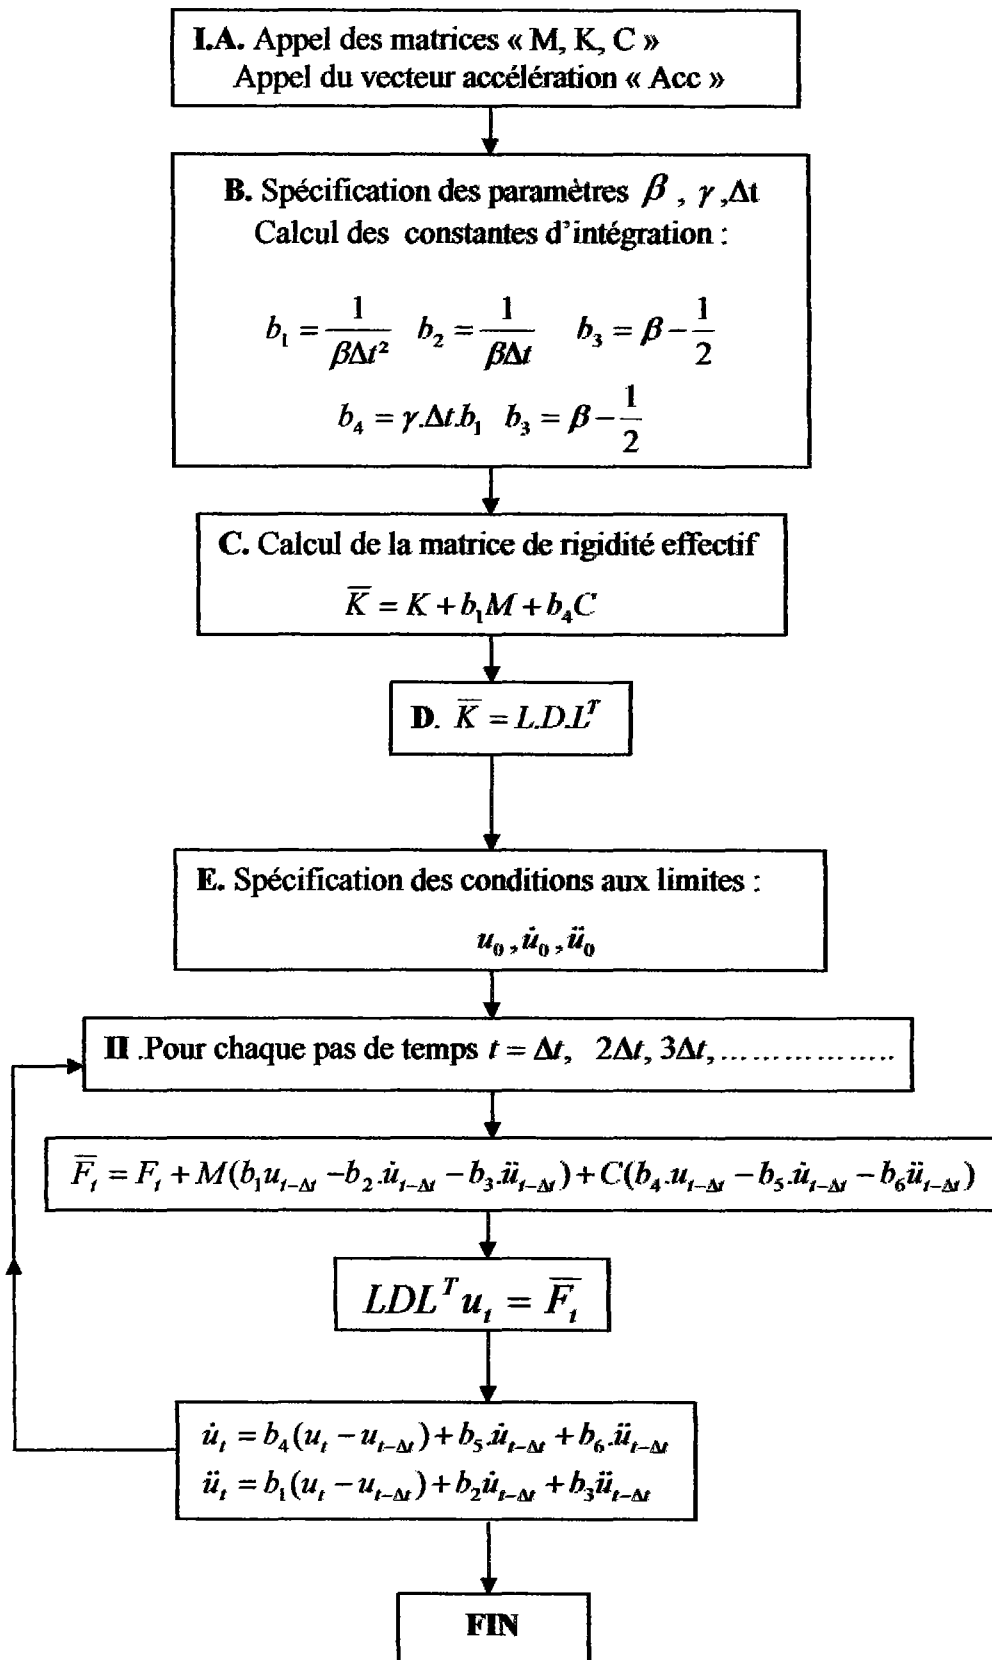 I.A. Appel des matrices « M, K, C »
Appel du vecteur accélération « Acc »
B. Spécification des paramètres β , γ ,Δt
Calcul des constantes d'intégration :
b₁ = 1/(βΔt²) b₂ = 1/(βΔt) b₃ = β − 1/2
b₄ = γ.Δt.b₁ b₃ = β − 1/2
C. Calcul de la matrice de rigidité effectif
K̅ = K + b₁M + b₄C
D. K̅ = L.D.Lᵀ
E. Spécification des conditions aux limites :
u₀ , u̇₀ , ü₀
II .Pour chaque pas de temps t = Δt, 2Δt, 3Δt, ………………..
F̅ₜ = Fₜ + M(b₁uₜ₋Δₜ − b₂.u̇ₜ₋Δₜ − b₃.üₜ₋Δₜ) + C(b₄.uₜ₋Δₜ − b₅.u̇ₜ₋Δₜ − b₆üₜ₋Δₜ)
LDLᵀuₜ = F̅ₜ
u̇ₜ = b₄(uₜ − uₜ₋Δₜ) + b₅.u̇ₜ₋Δₜ + b₆.üₜ₋Δₜ
üₜ = b₁(uₜ − uₜ₋Δₜ) + b₂u̇ₜ₋Δₜ + b₃üₜ₋Δₜ
FIN